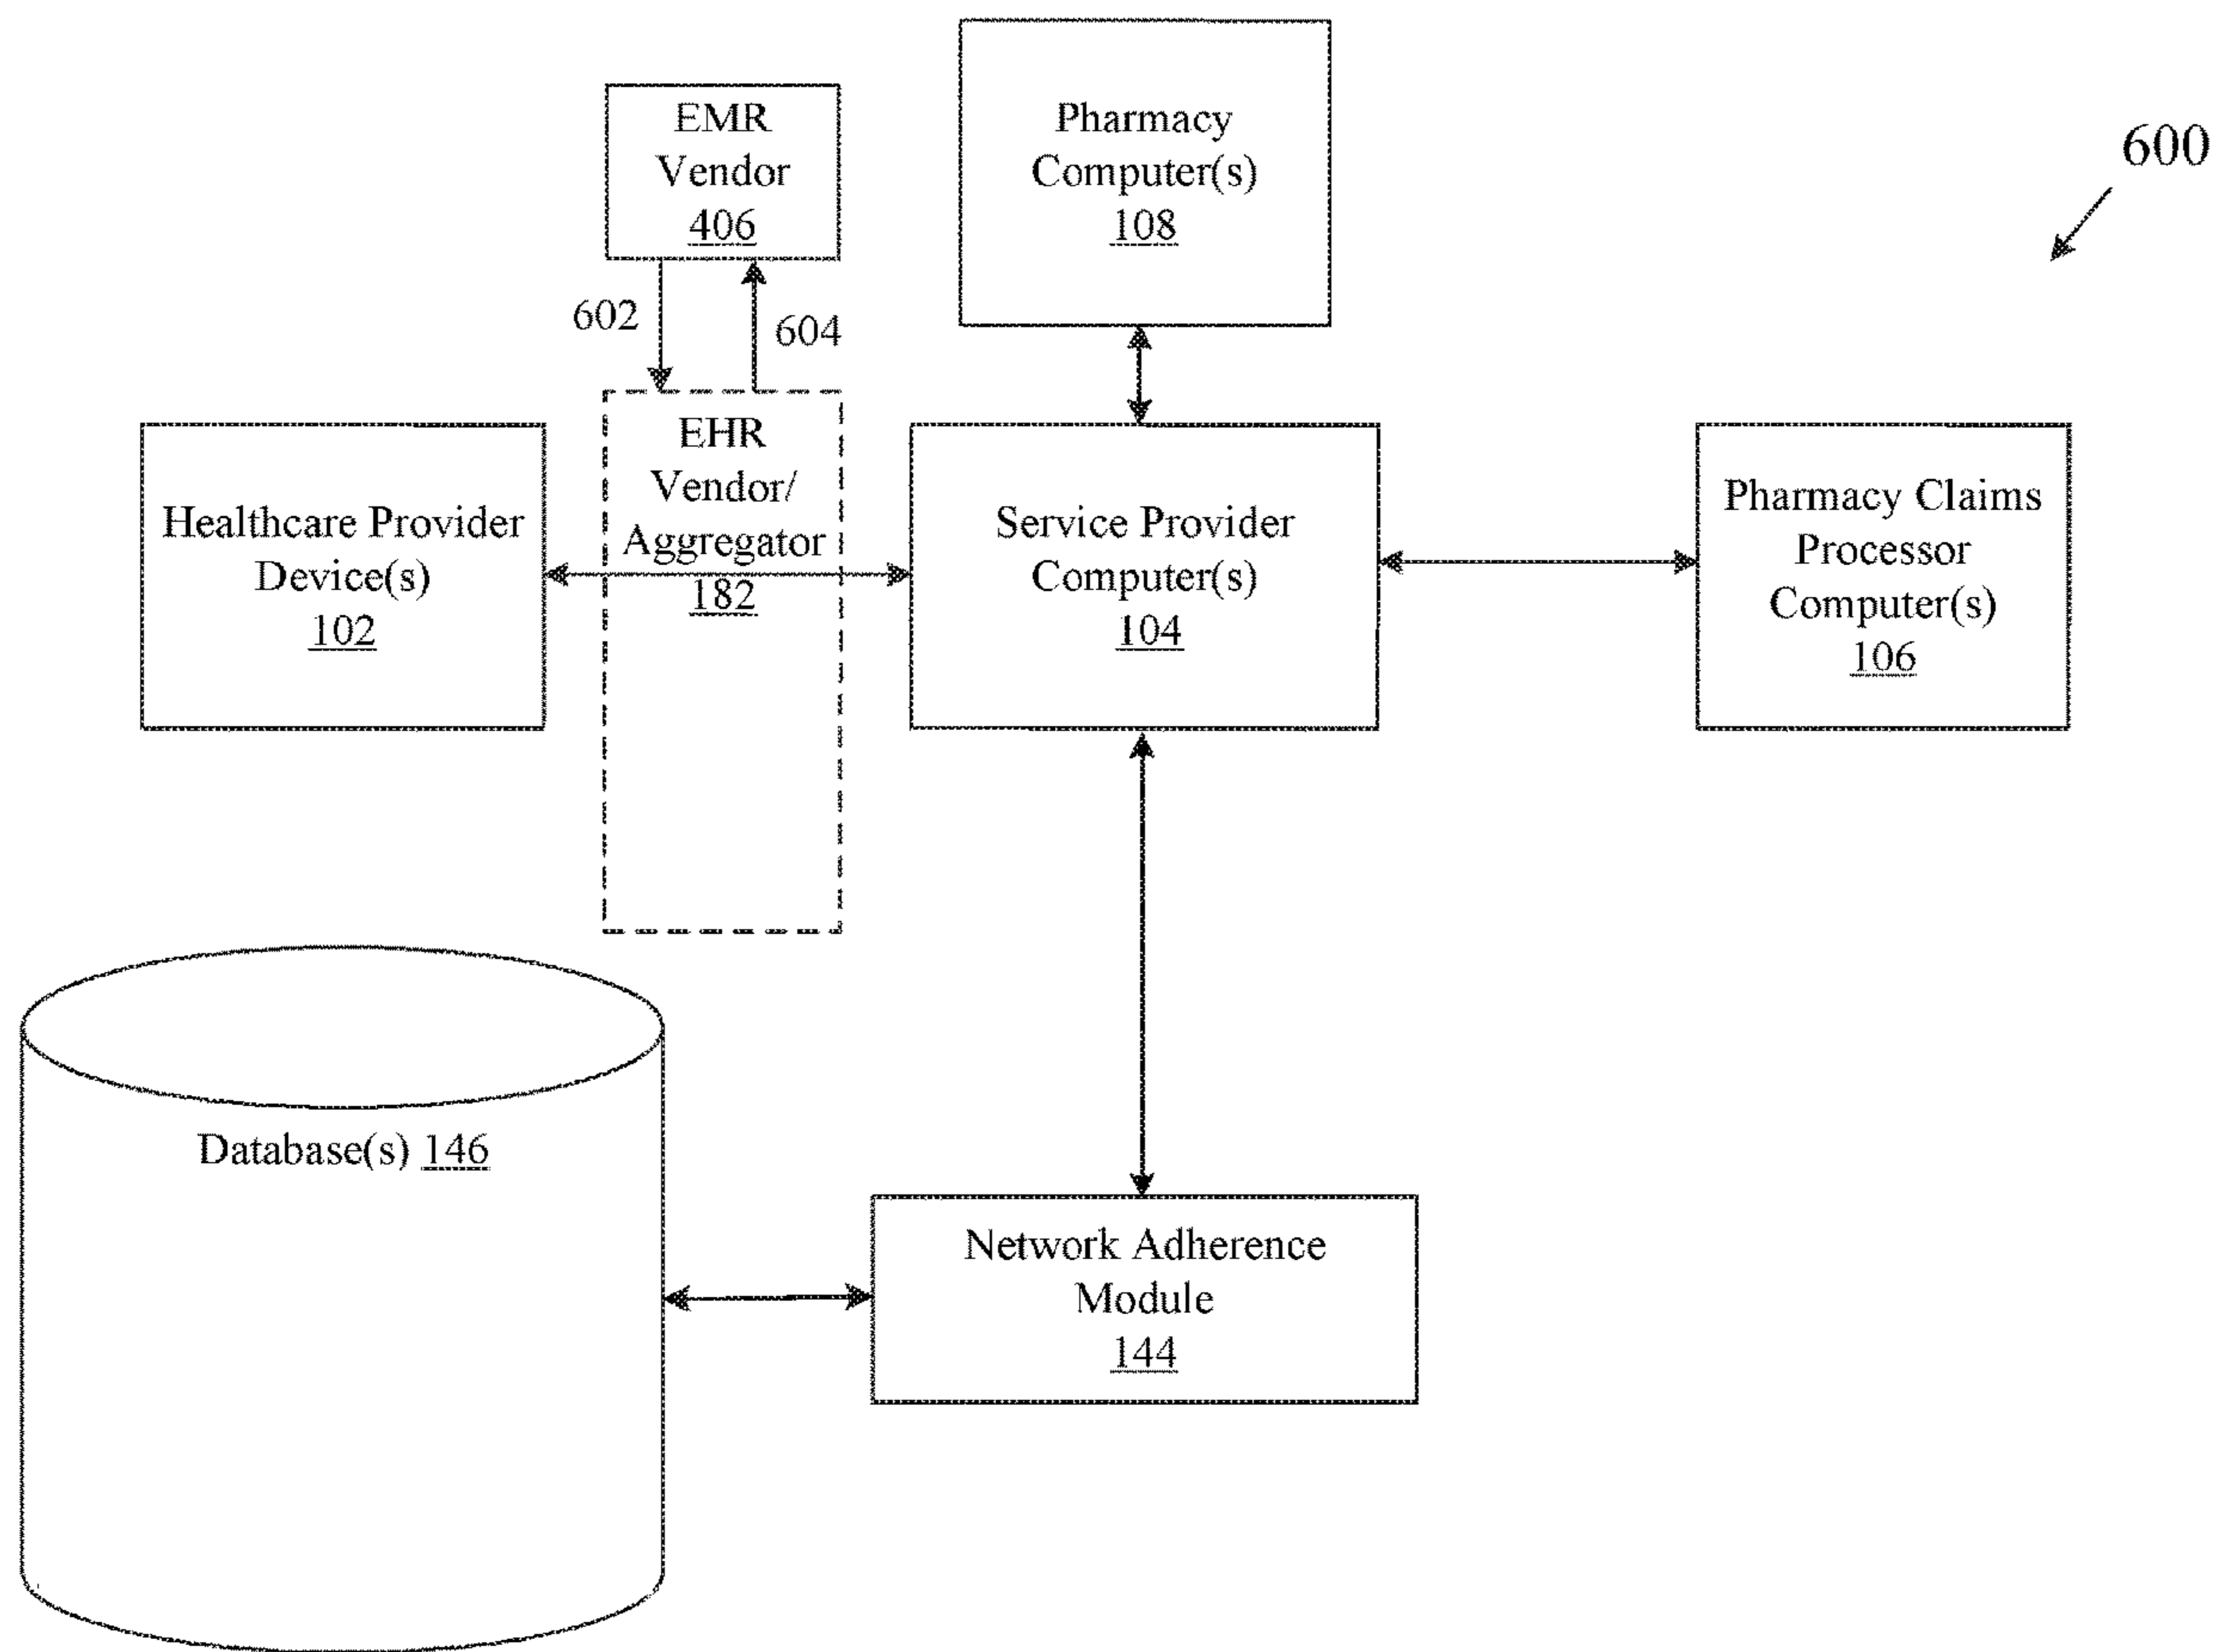 EMR
Vendor
406
Pharmacy
Computer(s)
108
600
602
604
Healthcare Provider
Device(s)
102
EHR
Vendor/
Aggregator
182
Service Provider
Computer(s)
104
Pharmacy Claims
Processor
Computer(s)
106
Database(s) 146
Network Adherence
Module
144